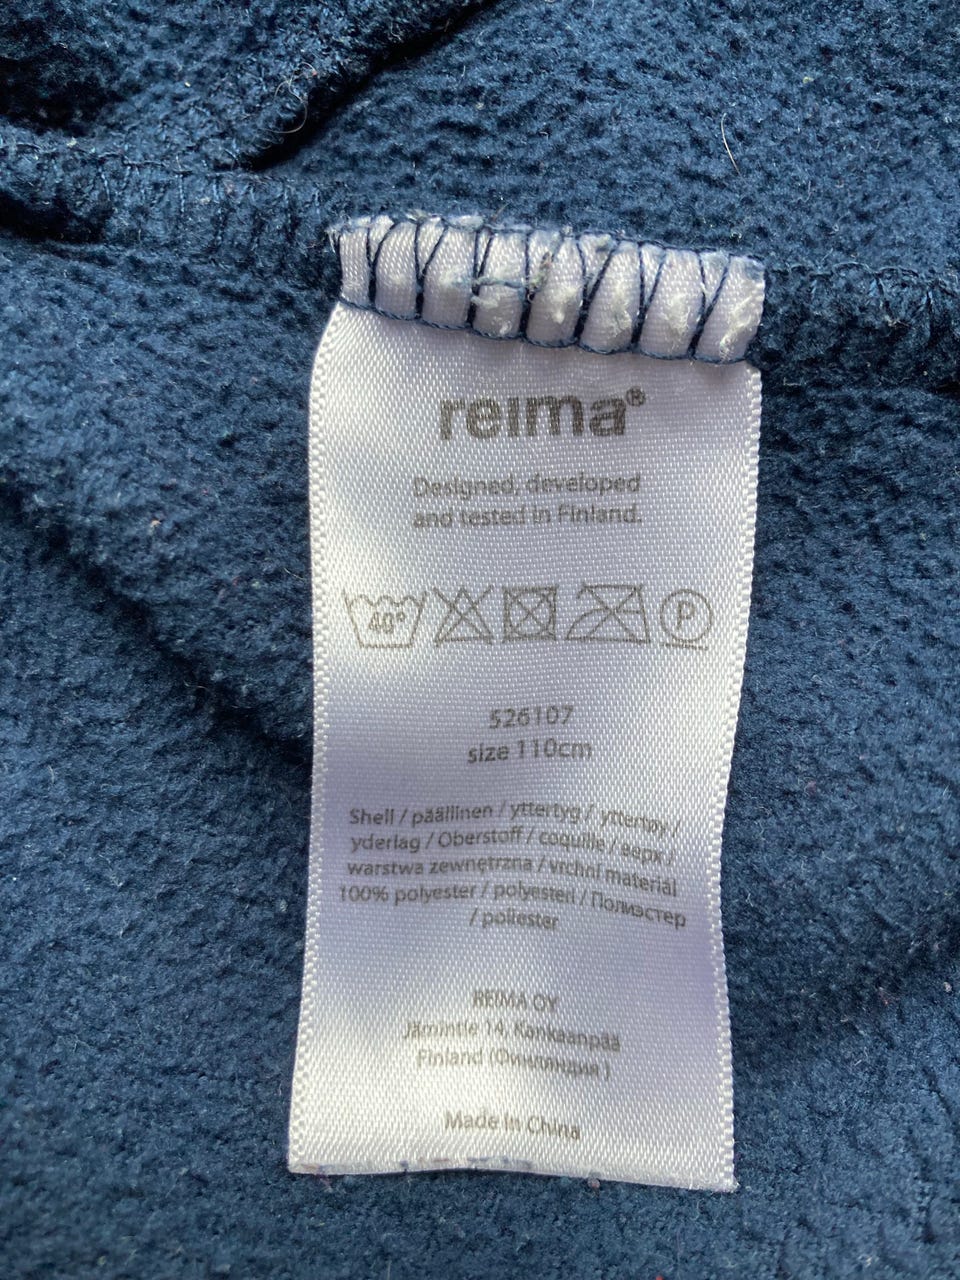 reima®
Designed, developed
and tested in Finland.
40° P
526107
size 110cm
Shell / päällinen / yttertyg / yttertøy /
yderlag / Oberstoff / coquille / верх /
warstwa zewnętrzna / vrchní materiál
100% polyester / polyesteri / Полиэстер
/ poliester
REIMA OY
Jämintie 14, Kankaanpää
Finland (Финляндия )
Made in China